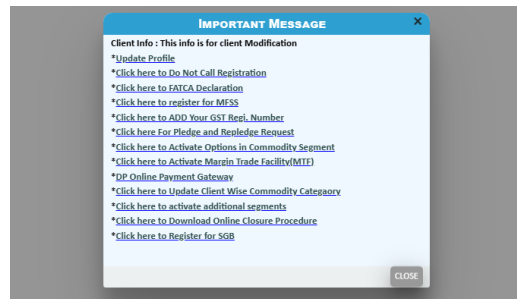 IMPORTANT MESSAGE ×
Client Info : This info is for client Modification
*Update Profile
*Click here to Do Not Call Registration
*Click here to FATCA Declaration
*Click here to register for MFSS
*Click here to ADD Your GST Regi. Number
*Click here For Pledge and Repledge Request
*Click here to Activate Options in Commodity Segment
*Click here to Activate Margin Trade Facility(MTF)
*DP Online Payment Gateway
*Click here to Update Client Wise Commodity Categaory
*Click here to activate additional segments
*Click here to Download Online Closure Procedure
*Click here to Register for SGB
CLOSE